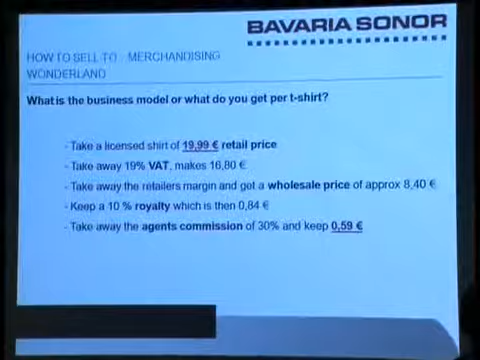 BAVARIA SONOR
HOW TO SELL TO... MERCHANDISING
WONDERLAND
What is the business model or what do you get per t-shirt?
- Take a licensed shirt of 19,99 € retail price
- Take away 19% VAT, makes 16,80 €
- Take away the retailers margin and get a wholesale price of approx 8,40 €
- Keep a 10 % royalty which is then 0,84 €
- Take away the agents commission of 30% and keep 0,59 €